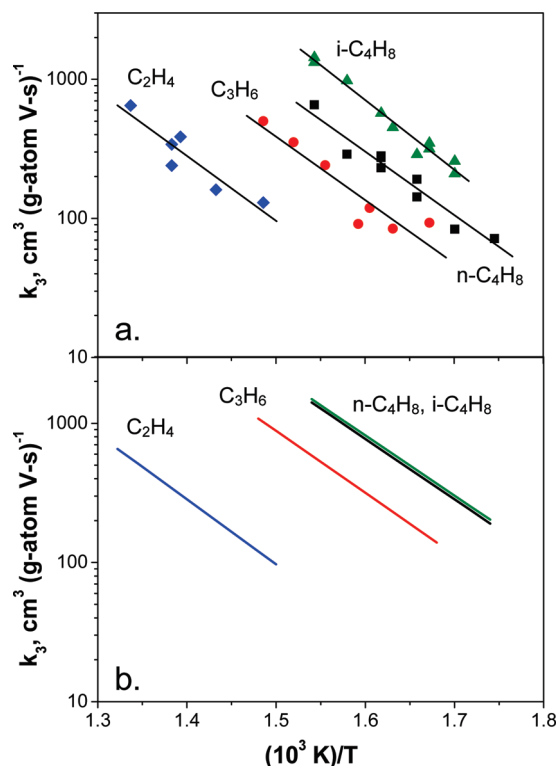 1000
100
10
k₃, cm³ (g-atom V-s)⁻¹
C₂H₄
C₃H₆
i-C₄H₈
n-C₄H₈
a.
1000
100
10
k₃, cm³ (g-atom V-s)⁻¹
C₂H₄
C₃H₆
n-C₄H₈, i-C₄H₈
b.
1.3 1.4 1.5 1.6 1.7 1.8
(10³ K)/T